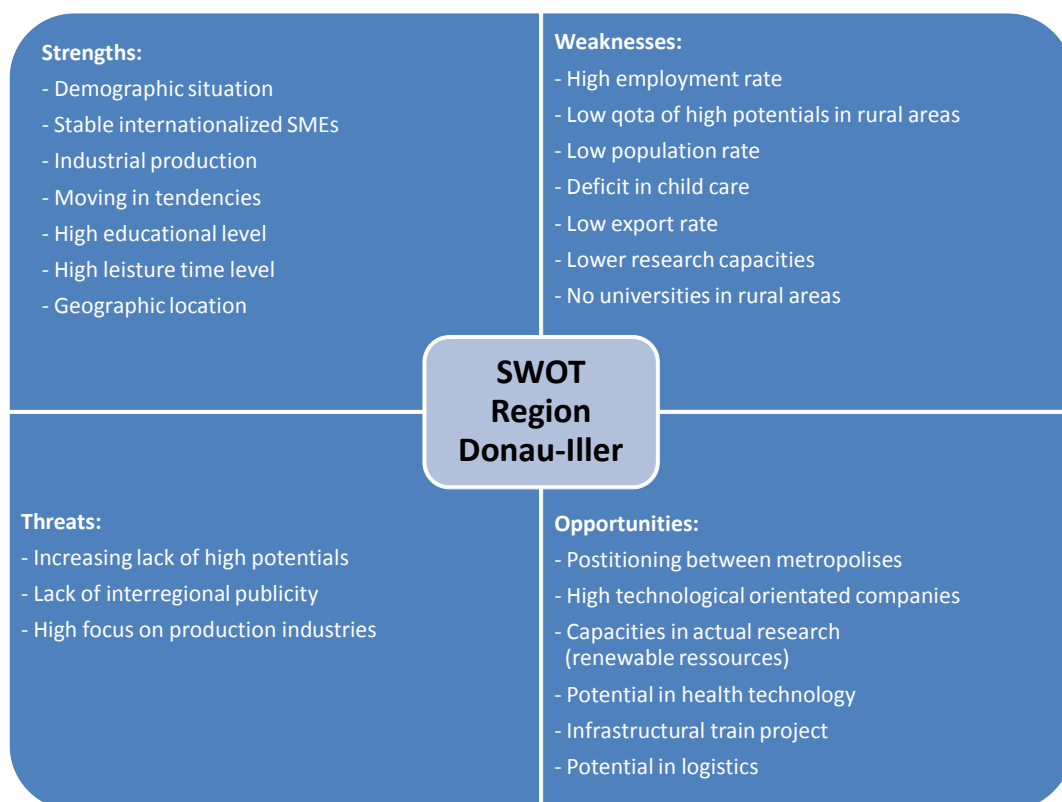 Strengths:
- Demographic situation
- Stable internationalized SMEs
- Industrial production
- Moving in tendencies
- High educational level
- High leisture time level
- Geographic location
Weaknesses:
- High employment rate
- Low qota of high potentials in rural areas
- Low population rate
- Deficit in child care
- Low export rate
- Lower research capacities
- No universities in rural areas
SWOT
Region
Donau-Iller
Threats:
- Increasing lack of high potentials
- Lack of interregional publicity
- High focus on production industries
Opportunities:
- Postitioning between metropolises
- High technological orientated companies
- Capacities in actual research
(renewable ressources)
- Potential in health technology
- Infrastructural train project
- Potential in logistics